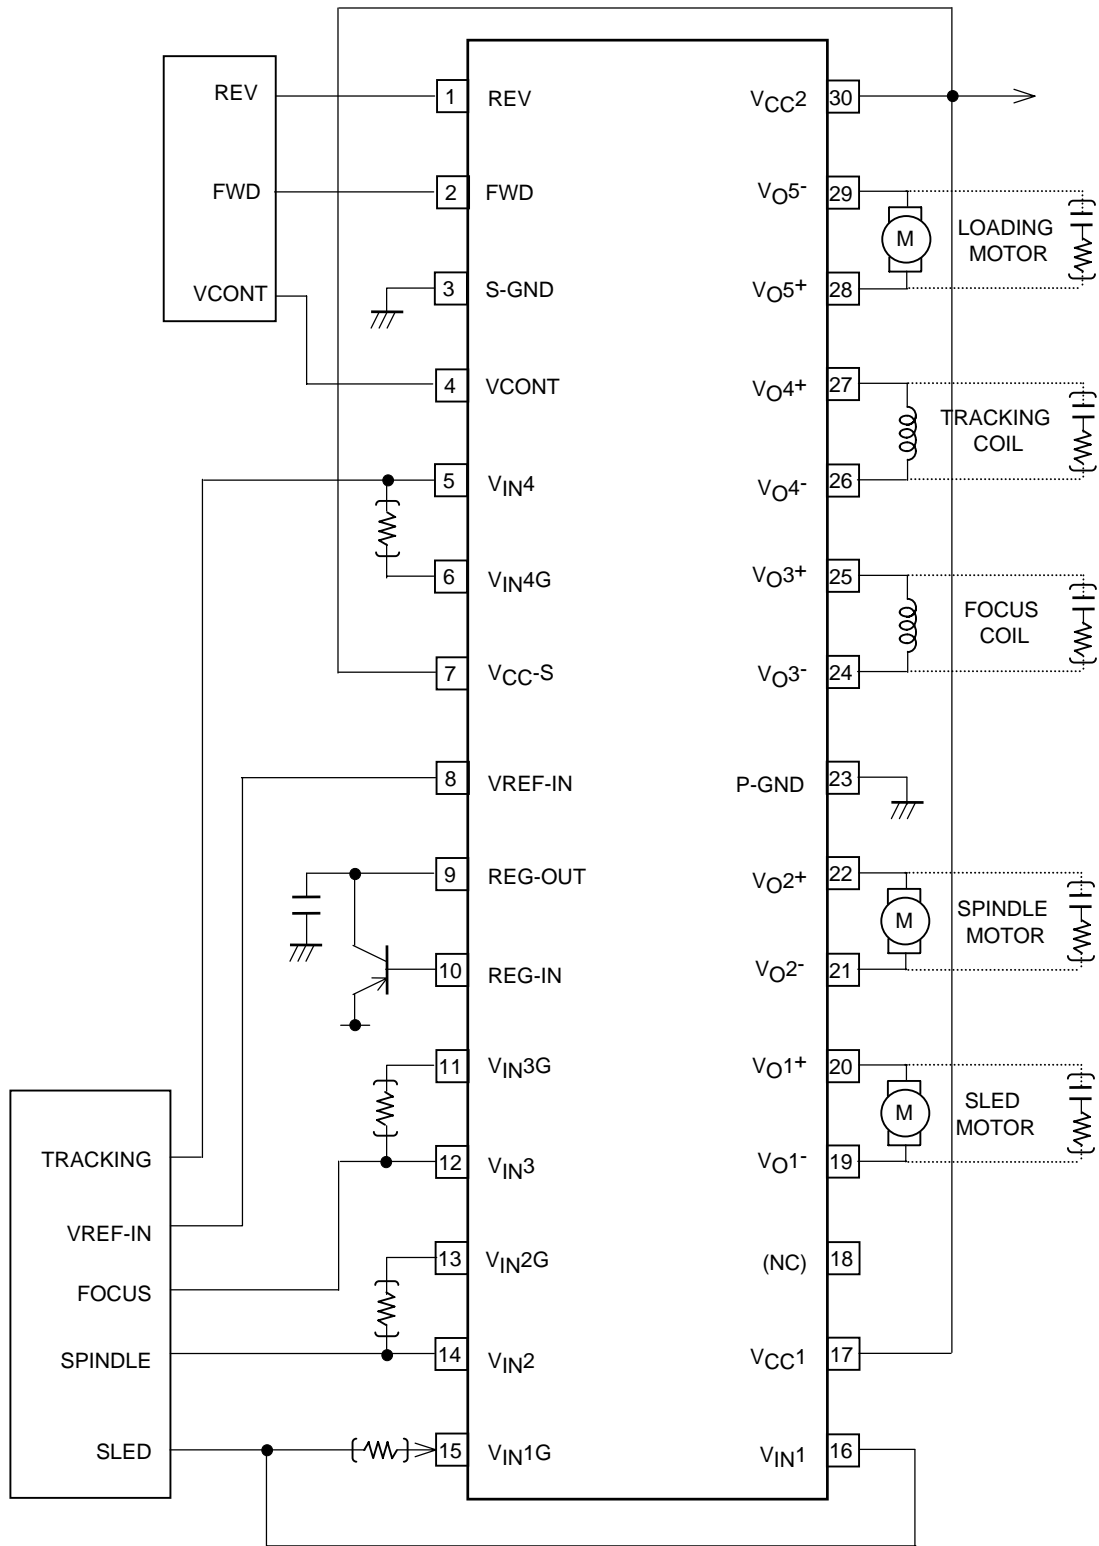 REV
1
REV
VCC2
30
FWD
2
FWD
VO5-
29
M
LOADING
MOTOR
VCONT
3
S-GND
VO5+
28
4
VCONT
VO4+
27
TRACKING
COIL
5
VIN4
VO4-
26
6
VIN4G
VO3+
25
FOCUS
COIL
7
VCC-S
VO3-
24
8
VREF-IN
P-GND
23
9
REG-OUT
VO2+
22
M
SPINDLE
MOTOR
10
REG-IN
VO2-
21
11
VIN3G
VO1+
20
M
SLED
MOTOR
TRACKING
12
VIN3
VO1-
19
VREF-IN
13
VIN2G
(NC)
18
FOCUS
SPINDLE
14
VIN2
VCC1
17
SLED
15
VIN1G
VIN1
16